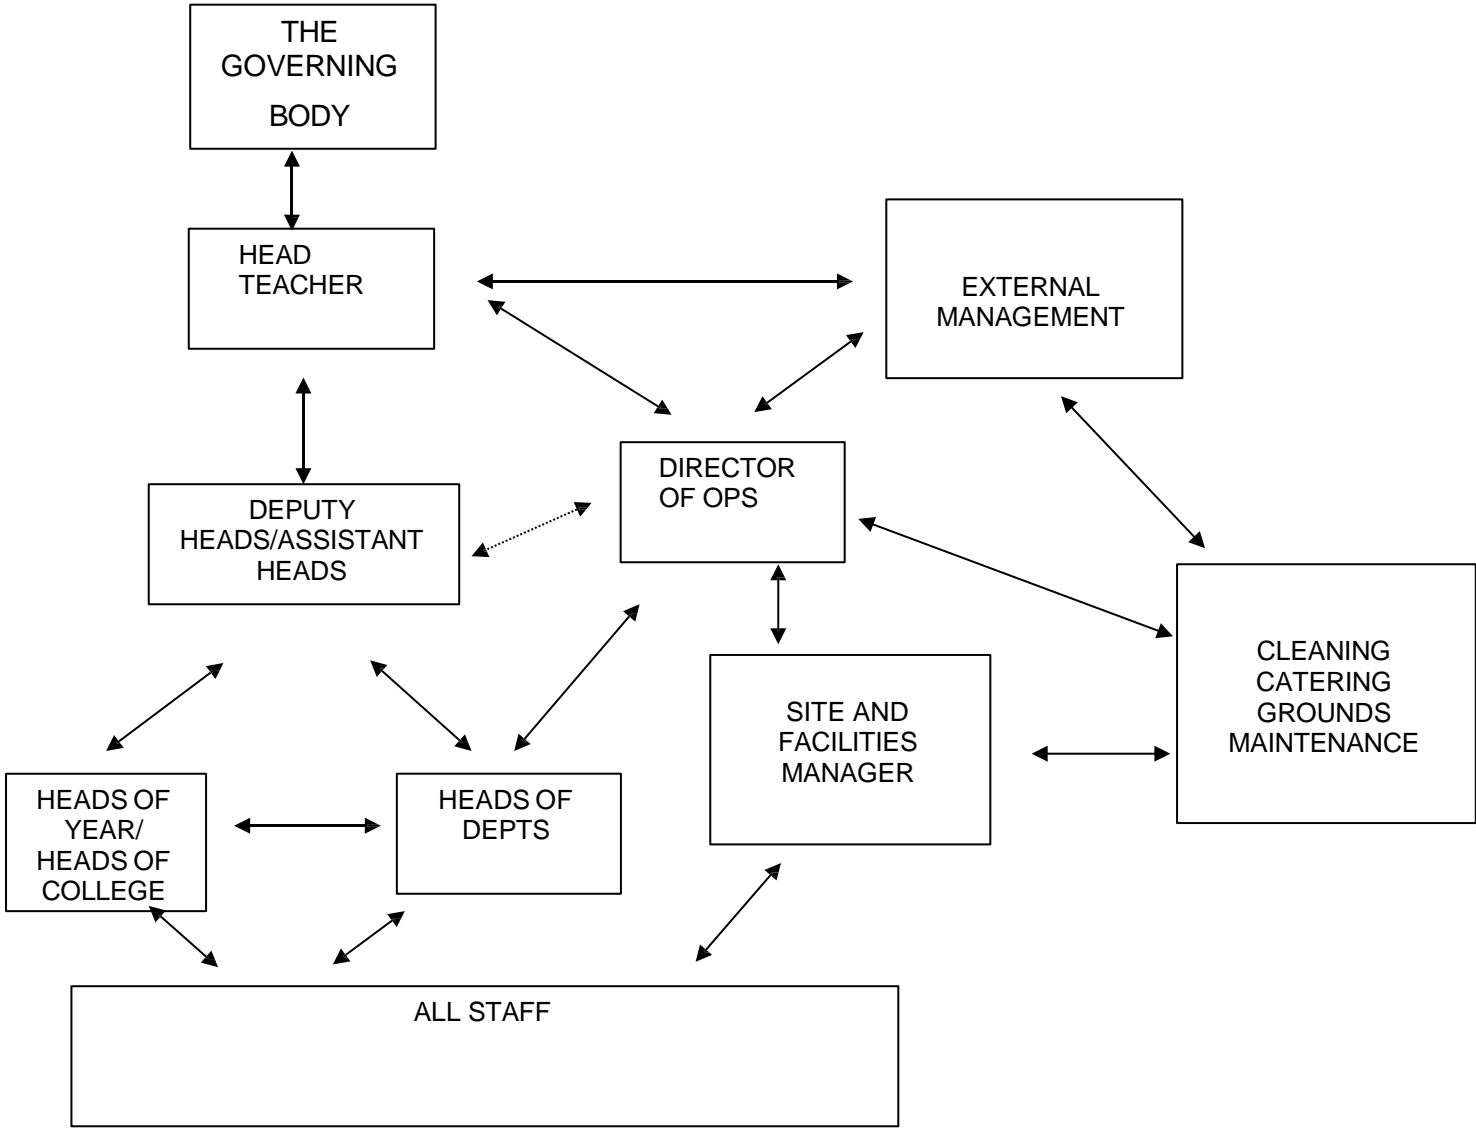 THE
GOVERNING
BODY
HEAD
TEACHER
EXTERNAL
MANAGEMENT
DIRECTOR
OF OPS
DEPUTY
HEADS/ASSISTANT
HEADS
CLEANING
CATERING
GROUNDS
MAINTENANCE
SITE AND
FACILITIES
MANAGER
HEADS OF
YEAR/
HEADS OF
COLLEGE
HEADS OF
DEPTS
ALL STAFF